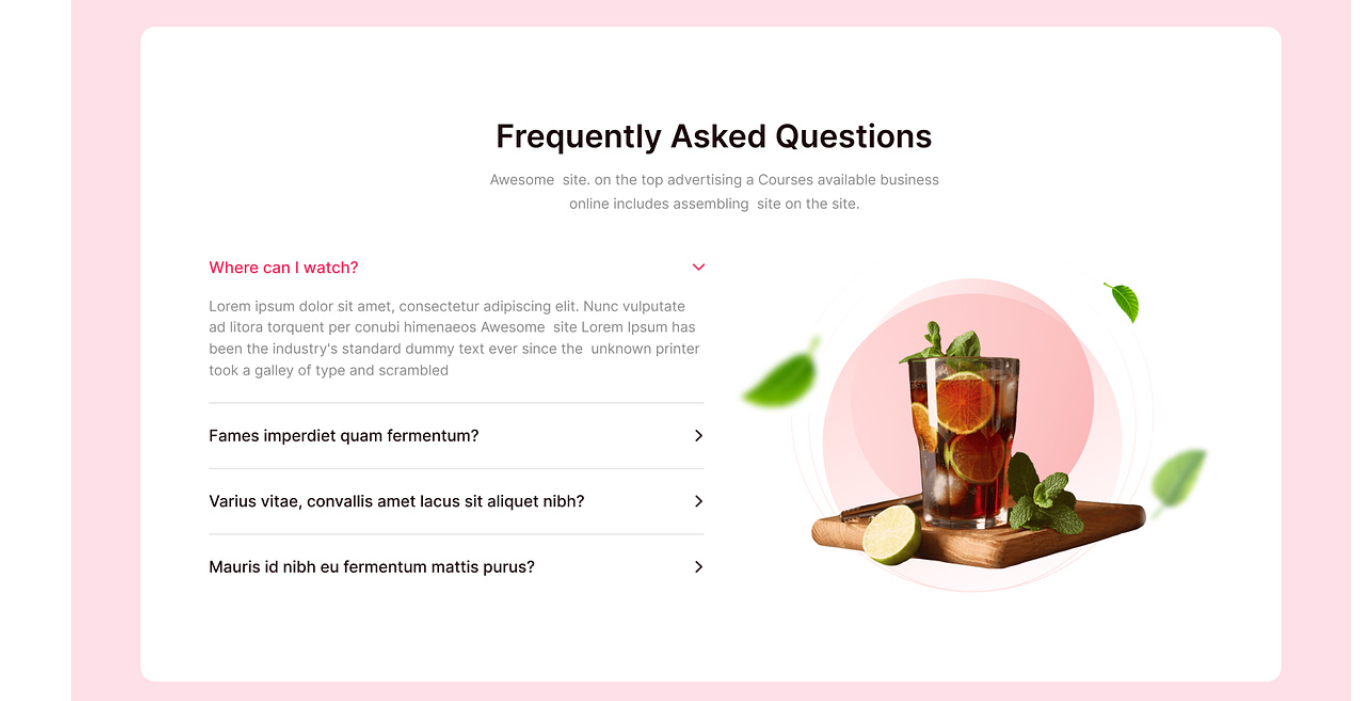 Frequently Asked Questions
Awesome  site. on the top advertising a Courses available business
online includes assembling  site on the site.
Where can I watch?
Lorem ipsum dolor sit amet, consectetur adipiscing elit. Nunc vulputate
ad litora torquent per conubi himenaeos Awesome  site Lorem Ipsum has
been the industry's standard dummy text ever since the  unknown printer
took a galley of type and scrambled
Fames imperdiet quam fermentum?
Varius vitae, convallis amet lacus sit aliquet nibh?
Mauris id nibh eu fermentum mattis purus?